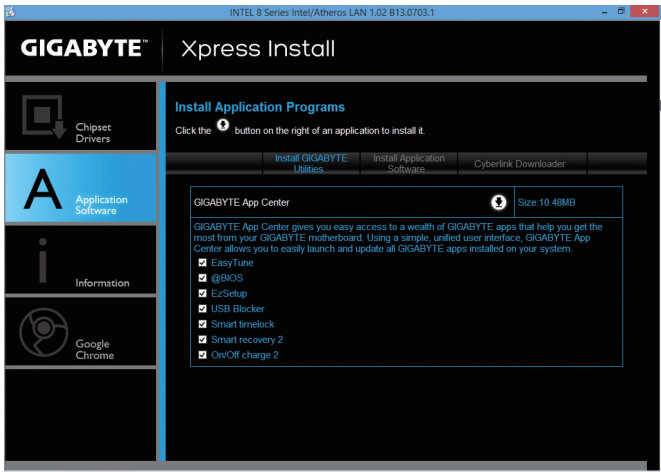 INTEL 8 Series Intel/Atheros LAN 1.02 B13.0703.1
GIGABYTE™
Xpress Install
Chipset
Drivers
Application
Software
Information
Google
Chrome
Install Application Programs
Click the button on the right of an application to install it.
Install GIGABYTE
Utilities
Install Application
Software
Cyberlink Downloader
GIGABYTE App Center
Size:10.48MB
GIGABYTE App Center gives you easy access to a wealth of GIGABYTE apps that help you get the
most from your GIGABYTE motherboard. Using a simple, unified user interface, GIGABYTE App
Center allows you to easily launch and update all GIGABYTE apps installed on your system.
EasyTune
@BIOS
EzSetup
USB Blocker
Smart timelock
Smart recovery 2
On/Off charge 2